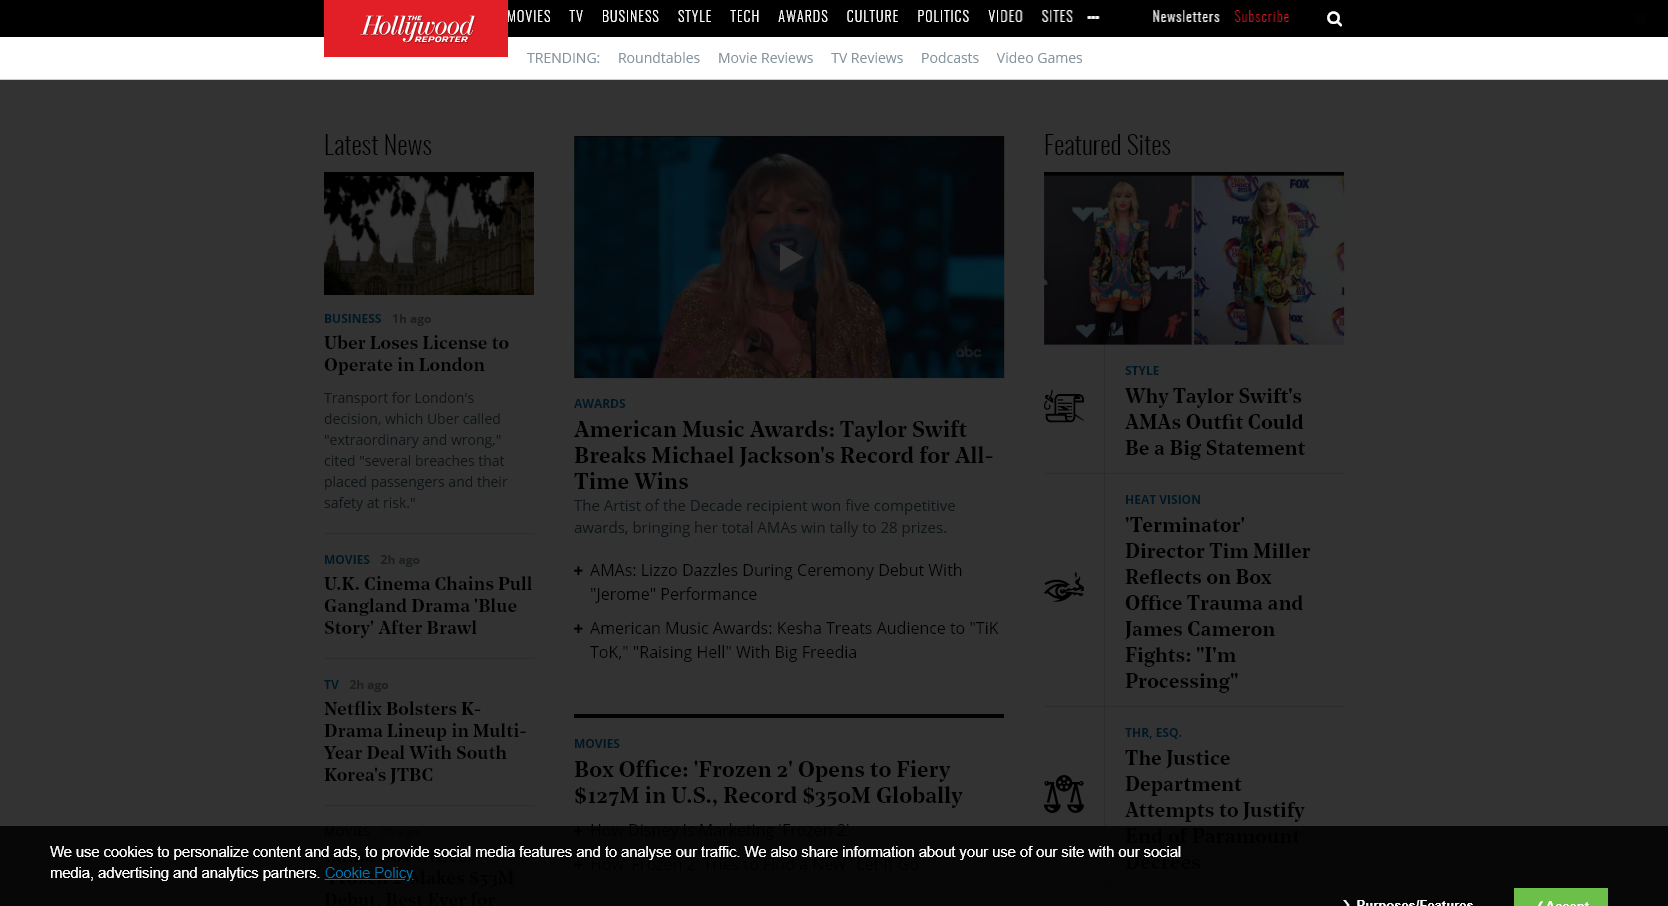 The Hollywood REPORTER
MOVIES TV BUSINESS STYLE TECH AWARDS CULTURE POLITICS VIDEO SITES
Newsletters Subscribe
TRENDING: Roundtables Movie Reviews TV Reviews Podcasts Video Games
Latest News
BUSINESS 1h ago
Uber Loses License to
Operate in London
Transport for London's
decision, which Uber called
"extraordinary and wrong,"
cited "several breaches that
placed passengers and their
safety at risk."
MOVIES 2h ago
U.K. Cinema Chains Pull
Gangland Drama 'Blue
Story' After Brawl
TV 2h ago
Netflix Bolsters K-
Drama Lineup in Multi-
Year Deal With South
Korea's JTBC
MOVIES
abc
AWARDS
American Music Awards: Taylor Swift
Breaks Michael Jackson's Record for All-
Time Wins
The Artist of the Decade recipient won five competitive
awards, bringing her total AMAs win tally to 28 prizes.
+ AMAs: Lizzo Dazzles During Ceremony Debut With
"Jerome" Performance
+ American Music Awards: Kesha Treats Audience to "TiK
ToK," "Raising Hell" With Big Freedia
MOVIES
Box Office: 'Frozen 2' Opens to Fiery
$127M in U.S., Record $350M Globally
+ How Disney Is Marketing 'Frozen 2'
Featured Sites
FOX
STYLE
Why Taylor Swift's
AMAs Outfit Could
Be a Big Statement
HEAT VISION
'Terminator'
Director Tim Miller
Reflects on Box
Office Trauma and
James Cameron
Fights: "I'm
Processing"
THR, ESQ.
The Justice
Department
Attempts to Justify
End of Paramount
We use cookies to personalize content and ads, to provide social media features and to analyse our traffic. We also share information about your use of our site with our social
media, advertising and analytics partners. Cookie Policy
Purposes/Features
Accept